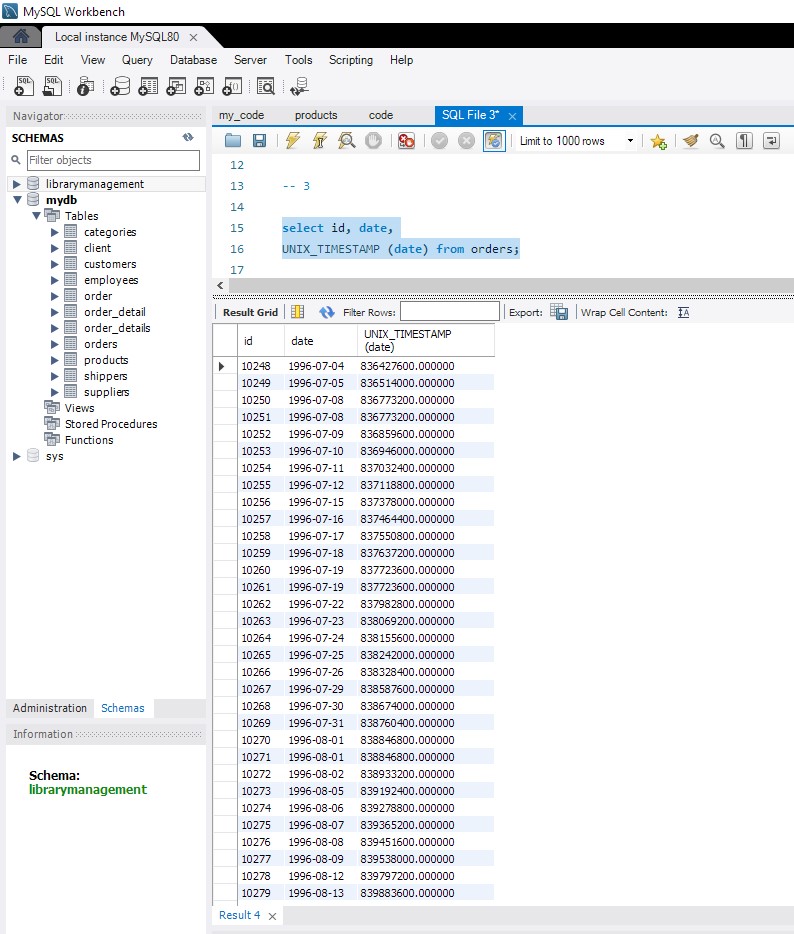 MySQL Workbench
Local instance MySQL80
File Edit View Query Database Server Tools Scripting Help
Navigator
SCHEMAS
Filter objects
librarymanagement
mydb
Tables
categories
client
customers
employees
order
order_detail
order_details
orders
products
shippers
suppliers
Views
Stored Procedures
Functions
sys
Administration Schemas
Information
Schema:
librarymanagement
my_code products code SQL File 3*
Limit to 1000 rows
12
13 -- 3
14
15 select id, date,
16 UNIX_TIMESTAMP (date) from orders;
17
Result Grid Filter Rows: Export: Wrap Cell Content:
id date UNIX_TIMESTAMP
(date)
10248 1996-07-04 836427600.000000
10249 1996-07-05 836514000.000000
10250 1996-07-08 836773200.000000
10251 1996-07-08 836773200.000000
10252 1996-07-09 836859600.000000
10253 1996-07-10 836946000.000000
10254 1996-07-11 837032400.000000
10255 1996-07-12 837118800.000000
10256 1996-07-15 837378000.000000
10257 1996-07-16 837464400.000000
10258 1996-07-17 837550800.000000
10259 1996-07-18 837637200.000000
10260 1996-07-19 837723600.000000
10261 1996-07-19 837723600.000000
10262 1996-07-22 837982800.000000
10263 1996-07-23 838069200.000000
10264 1996-07-24 838155600.000000
10265 1996-07-25 838242000.000000
10266 1996-07-26 838328400.000000
10267 1996-07-29 838587600.000000
10268 1996-07-30 838674000.000000
10269 1996-07-31 838760400.000000
10270 1996-08-01 838846800.000000
10271 1996-08-01 838846800.000000
10272 1996-08-02 838933200.000000
10273 1996-08-05 839192400.000000
10274 1996-08-06 839278800.000000
10275 1996-08-07 839365200.000000
10276 1996-08-08 839451600.000000
10277 1996-08-09 839538000.000000
10278 1996-08-12 839797200.000000
10279 1996-08-13 839883600.000000
Result 4